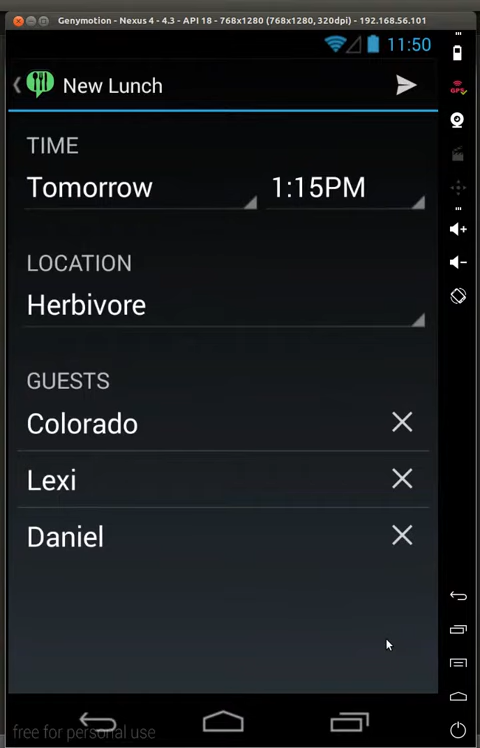 Genymotion - Nexus 4 - 4.3 - API 18 - 768x1280 (768x1280, 320dpi) - 192.168.56.101
11:50
New Lunch
GPS
TIME
Tomorrow 1:15PM
LOCATION
Herbivore
GUESTS
Colorado
Lexi
Daniel
free for personal use